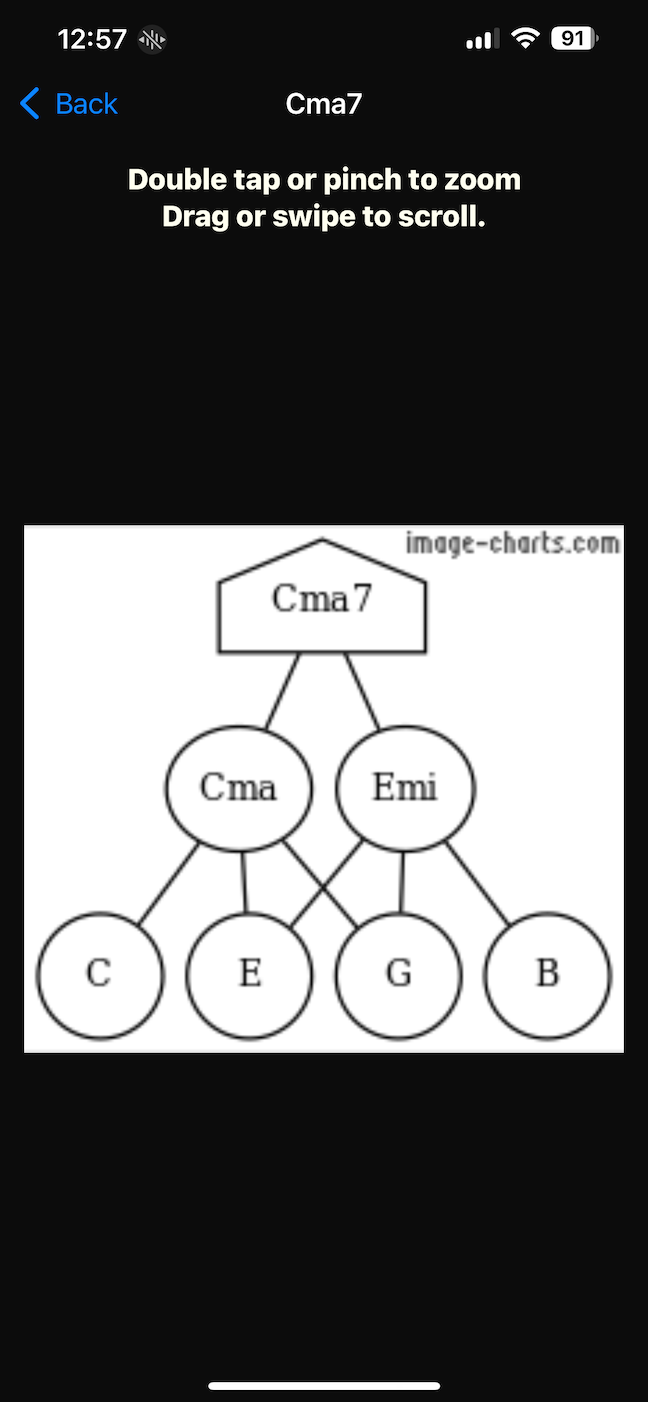 12:57
91
Back
Cma7
Double tap or pinch to zoom
Drag or swipe to scroll.
image-charts.com
Cma7
Cma
Emi
C
E
G
B